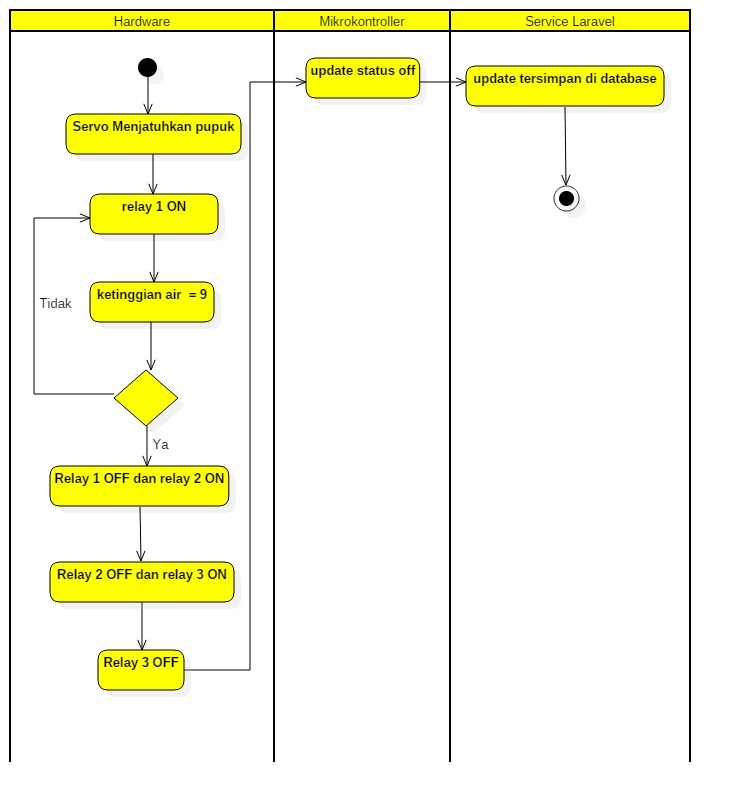 Hardware
Mikrokontroller
Service Laravel
update status off
update tersimpan di database
Servo Menjatuhkan pupuk
relay 1 ON
ketinggian air  = 9
Tidak
Ya
Relay 1 OFF dan relay 2 ON
Relay 2 OFF dan relay 3 ON
Relay 3 OFF